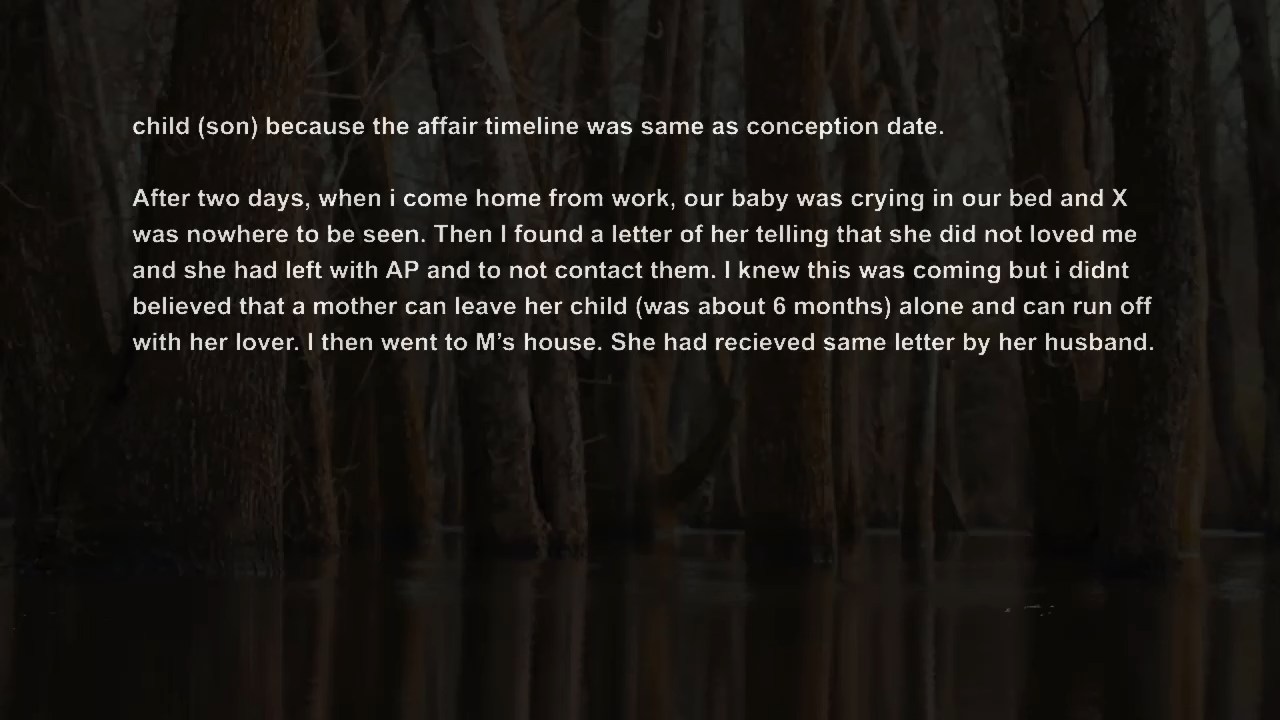 child (son) because the affair timeline was same as conception date.
After two days, when i come home from work, our baby was crying in our bed and X
was nowhere to be seen. Then I found a letter of her telling that she did not loved me
and she had left with AP and to not contact them. I knew this was coming but i didnt
believed that a mother can leave her child (was about 6 months) alone and can run off
with her lover. I then went to M’s house. She had recieved same letter by her husband.